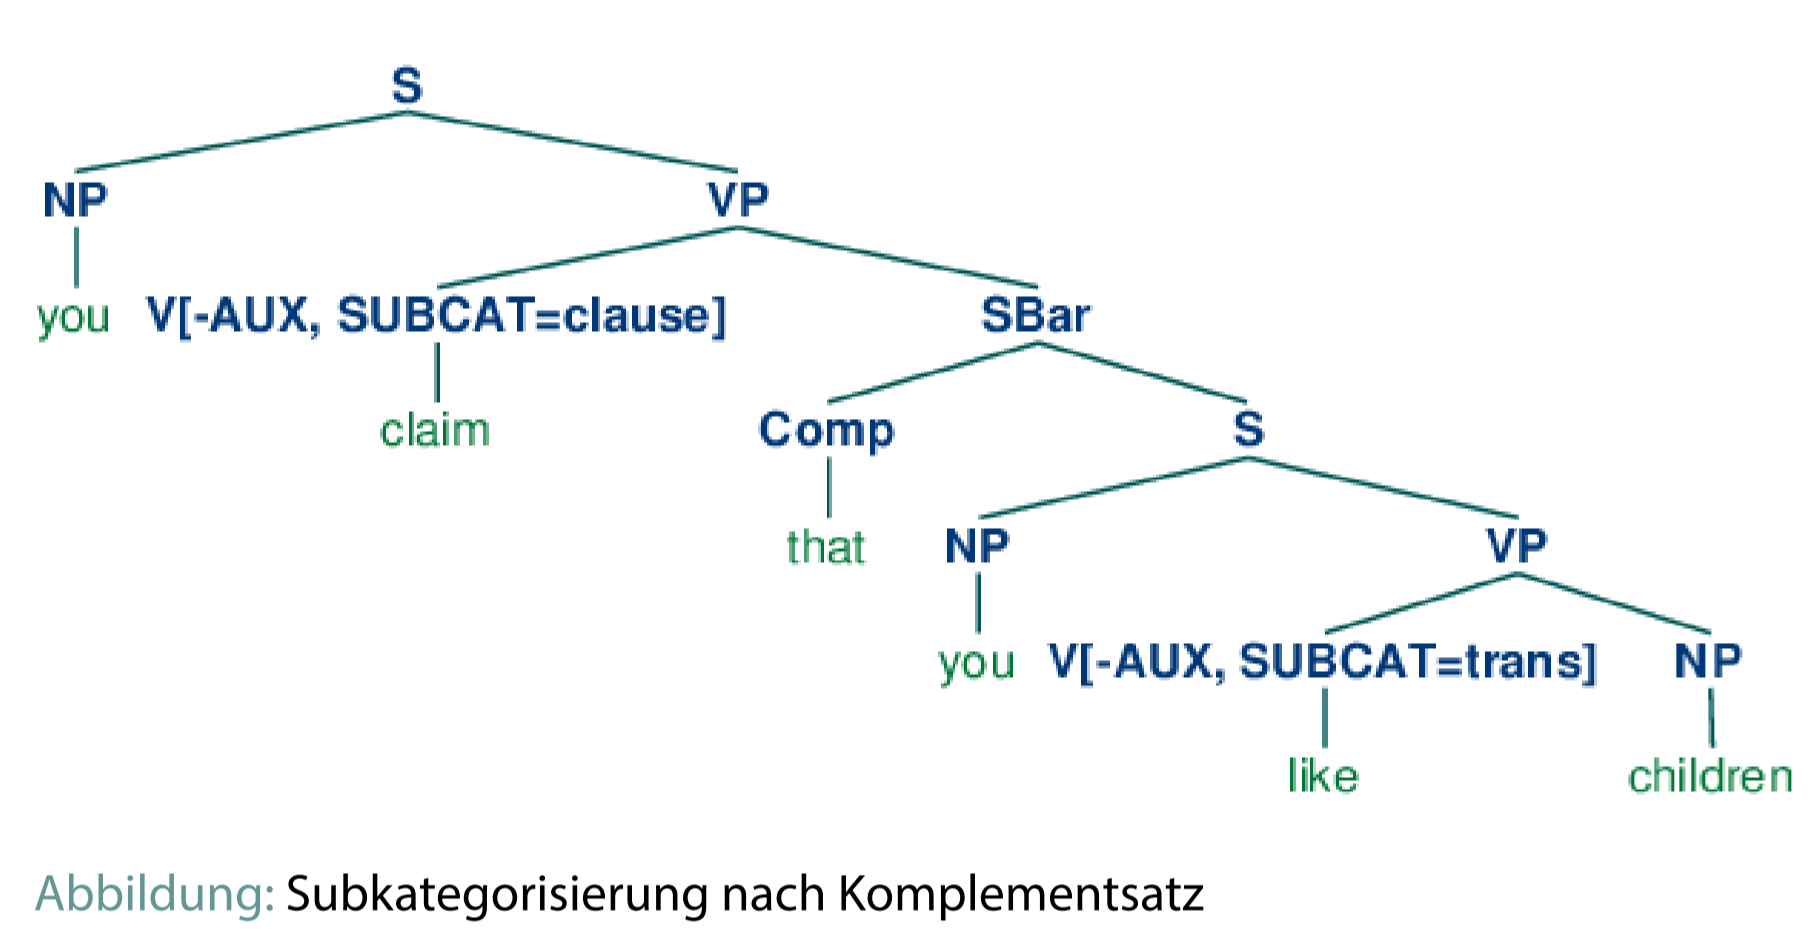 S
NP VP
you V[-AUX, SUBCAT=clause] SBar
claim Comp S
that NP VP
you V[-AUX, SUBCAT=trans] NP
like children
Abbildung: Subkategorisierung nach Komplementsatz